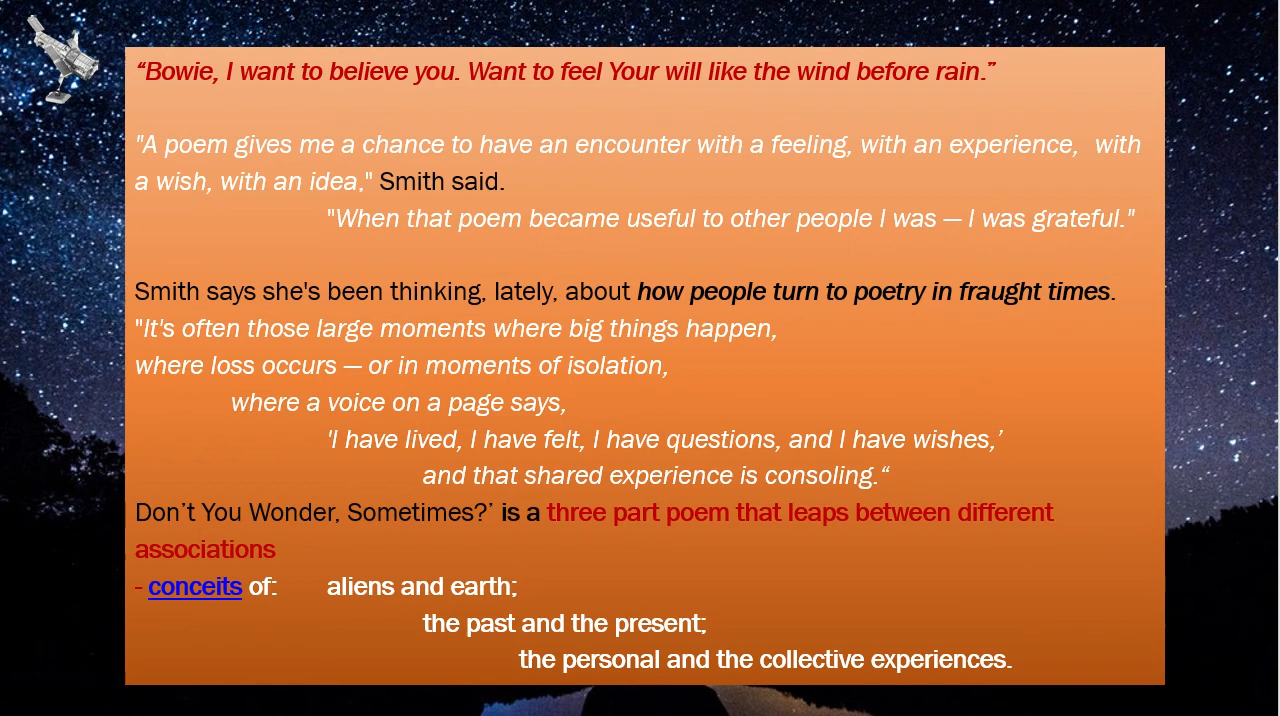 “Bowie, I want to believe you. Want to feel Your will like the wind before rain.”
"A poem gives me a chance to have an encounter with a feeling, with an experience, with
a wish, with an idea," Smith said.
"When that poem became useful to other people I was — I was grateful."
Smith says she's been thinking, lately, about how people turn to poetry in fraught times.
"It's often those large moments where big things happen,
where loss occurs — or in moments of isolation,
where a voice on a page says,
'I have lived, I have felt, I have questions, and I have wishes,’
and that shared experience is consoling.“
Don’t You Wonder, Sometimes?’ is a three part poem that leaps between different
associations
- conceits of: aliens and earth;
the past and the present;
the personal and the collective experiences.